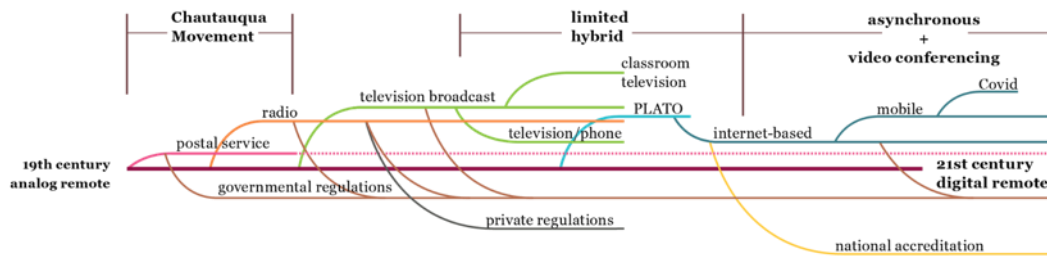 Chautauqua
Movement
limited
hybrid
asynchronous
+
video conferencing
classroom
television
Covid
television broadcast
PLATO
mobile
radio
television/phone
internet-based
postal service
19th century
analog remote
21st century
digital remote
governmental regulations
private regulations
national accreditation